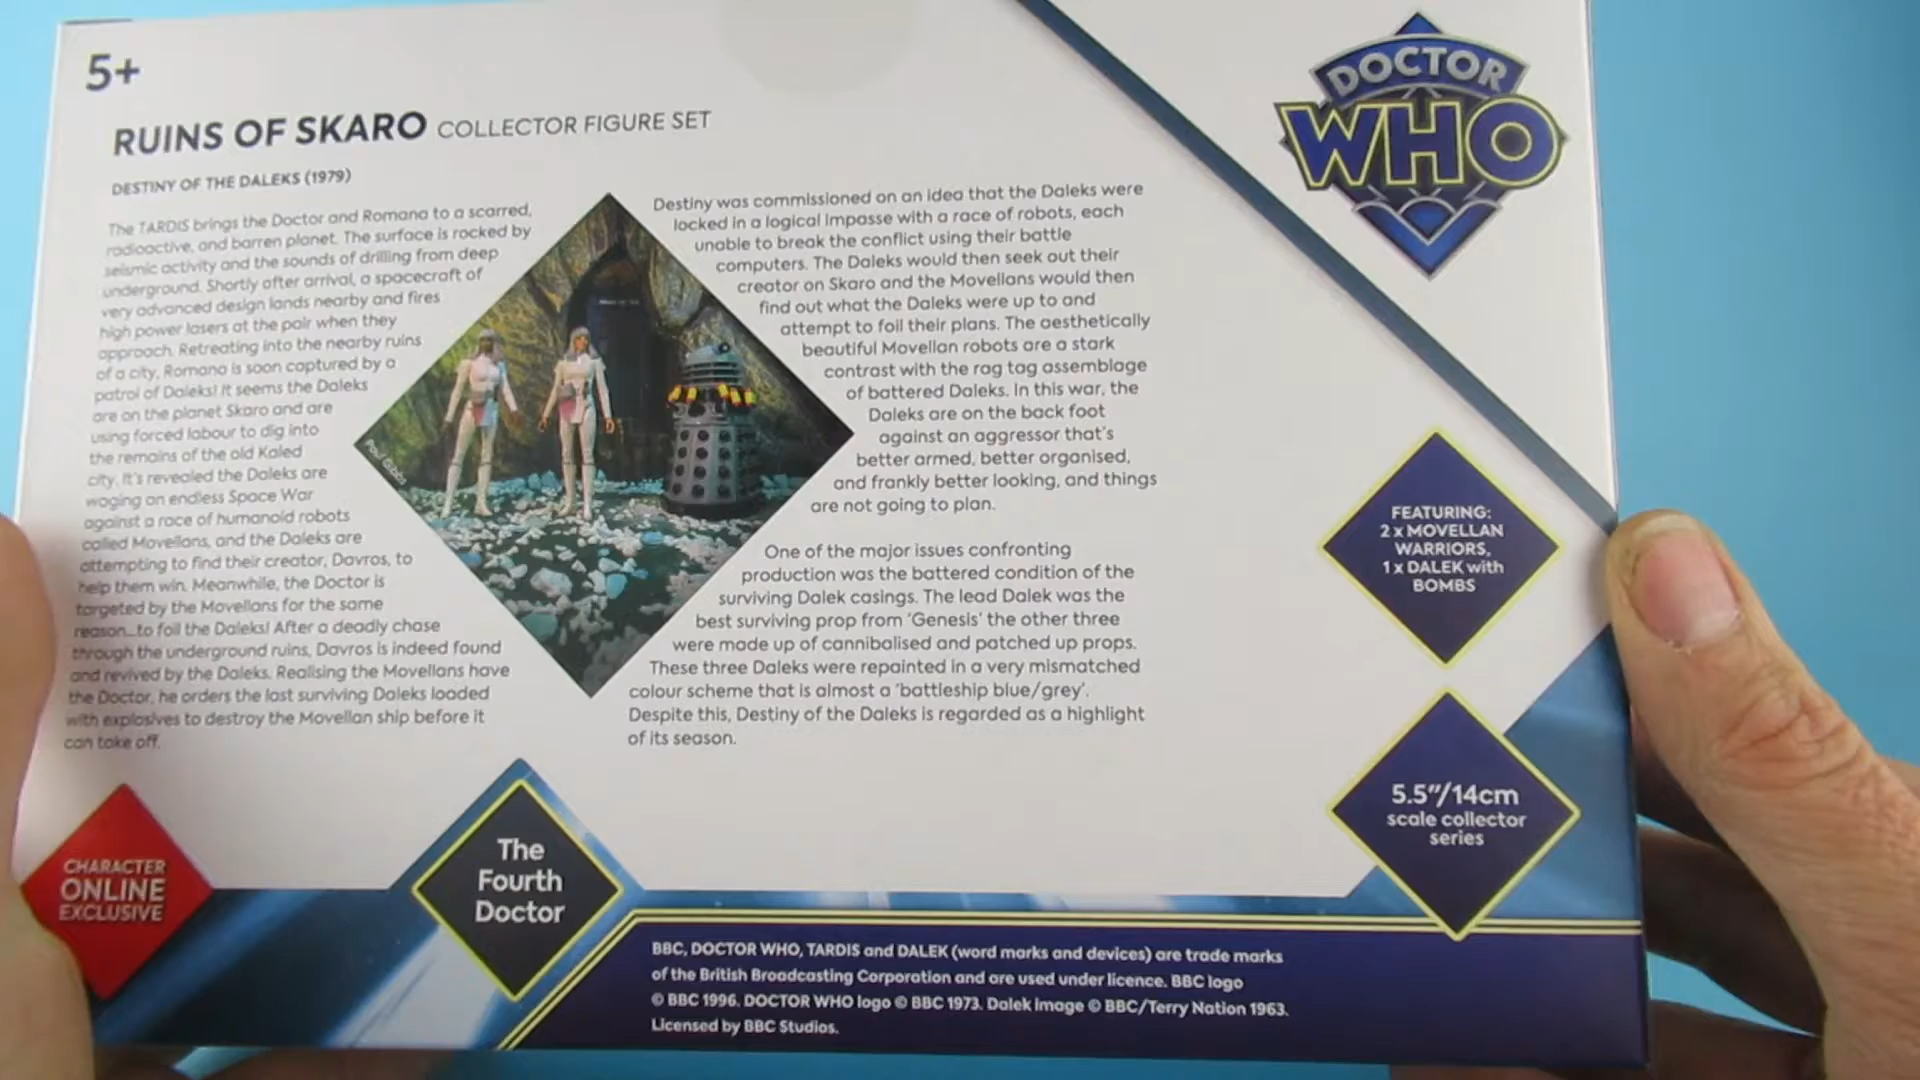 5+
RUINS OF SKARO COLLECTOR FIGURE SET
DESTINY OF THE DALEKS (1979)
The TARDIS brings the Doctor and Romana to a scarred,
radioactive, and barren planet. The surface is rocked by
seismic activity and the sounds of drilling from deep
underground. Shortly after arrival, a spacecraft of
very advanced design lands nearby and fires
high power lasers at the pair when they
approach. Retreating into the nearby ruins
of a city, Romana is soon captured by a
patrol of Daleks! It seems the Daleks
are on the planet Skaro and are
using forced labour to dig into
the remains of the old Kaled
city. It's revealed the Daleks are
waging an endless Space War
against a race of humanoid robots
called Movellans, and the Daleks are
attempting to find their creator, Davros, to
help them win. Meanwhile, the Doctor is
targeted by the Movellans for the same
reason...to foil the Daleks! After a deadly chase
through the underground ruins, Davros is indeed found
and revived by the Daleks. Realising the Movellans have
the Doctor, he orders the last surviving Daleks loaded
with explosives to destroy the Movellan ship before it
can take off.
Paul Gibbs
Destiny was commissioned on an idea that the Daleks were
locked in a logical impasse with a race of robots, each
unable to break the conflict using their battle
computers. The Daleks would then seek out their
creator on Skaro and the Movellans would then
find out what the Daleks were up to and
attempt to foil their plans. The aesthetically
beautiful Movellan robots are a stark
contrast with the rag tag assemblage
of battered Daleks. In this war, the
Daleks are on the back foot
against an aggressor that's
better armed, better organised,
and frankly better looking, and things
are not going to plan.
One of the major issues confronting
production was the battered condition of the
surviving Dalek casings. The lead Dalek was the
best surviving prop from 'Genesis' the other three
were made up of cannibalised and patched up props.
These three Daleks were repainted in a very mismatched
colour scheme that is almost a 'battleship blue/grey'.
Despite this, Destiny of the Daleks is regarded as a highlight
of its season.
DOCTOR
WHO
FEATURING:
2 x MOVELLAN
WARRIORS,
1 x DALEK with
BOMBS
5.5"/14cm
scale collector
series
CHARACTER
ONLINE
EXCLUSIVE
The
Fourth
Doctor
BBC, DOCTOR WHO, TARDIS and DALEK (word marks and devices) are trade marks
of the British Broadcasting Corporation and are used under licence. BBC logo
© BBC 1996. DOCTOR WHO logo © BBC 1973. Dalek image © BBC/Terry Nation 1963.
Licensed by BBC Studios.